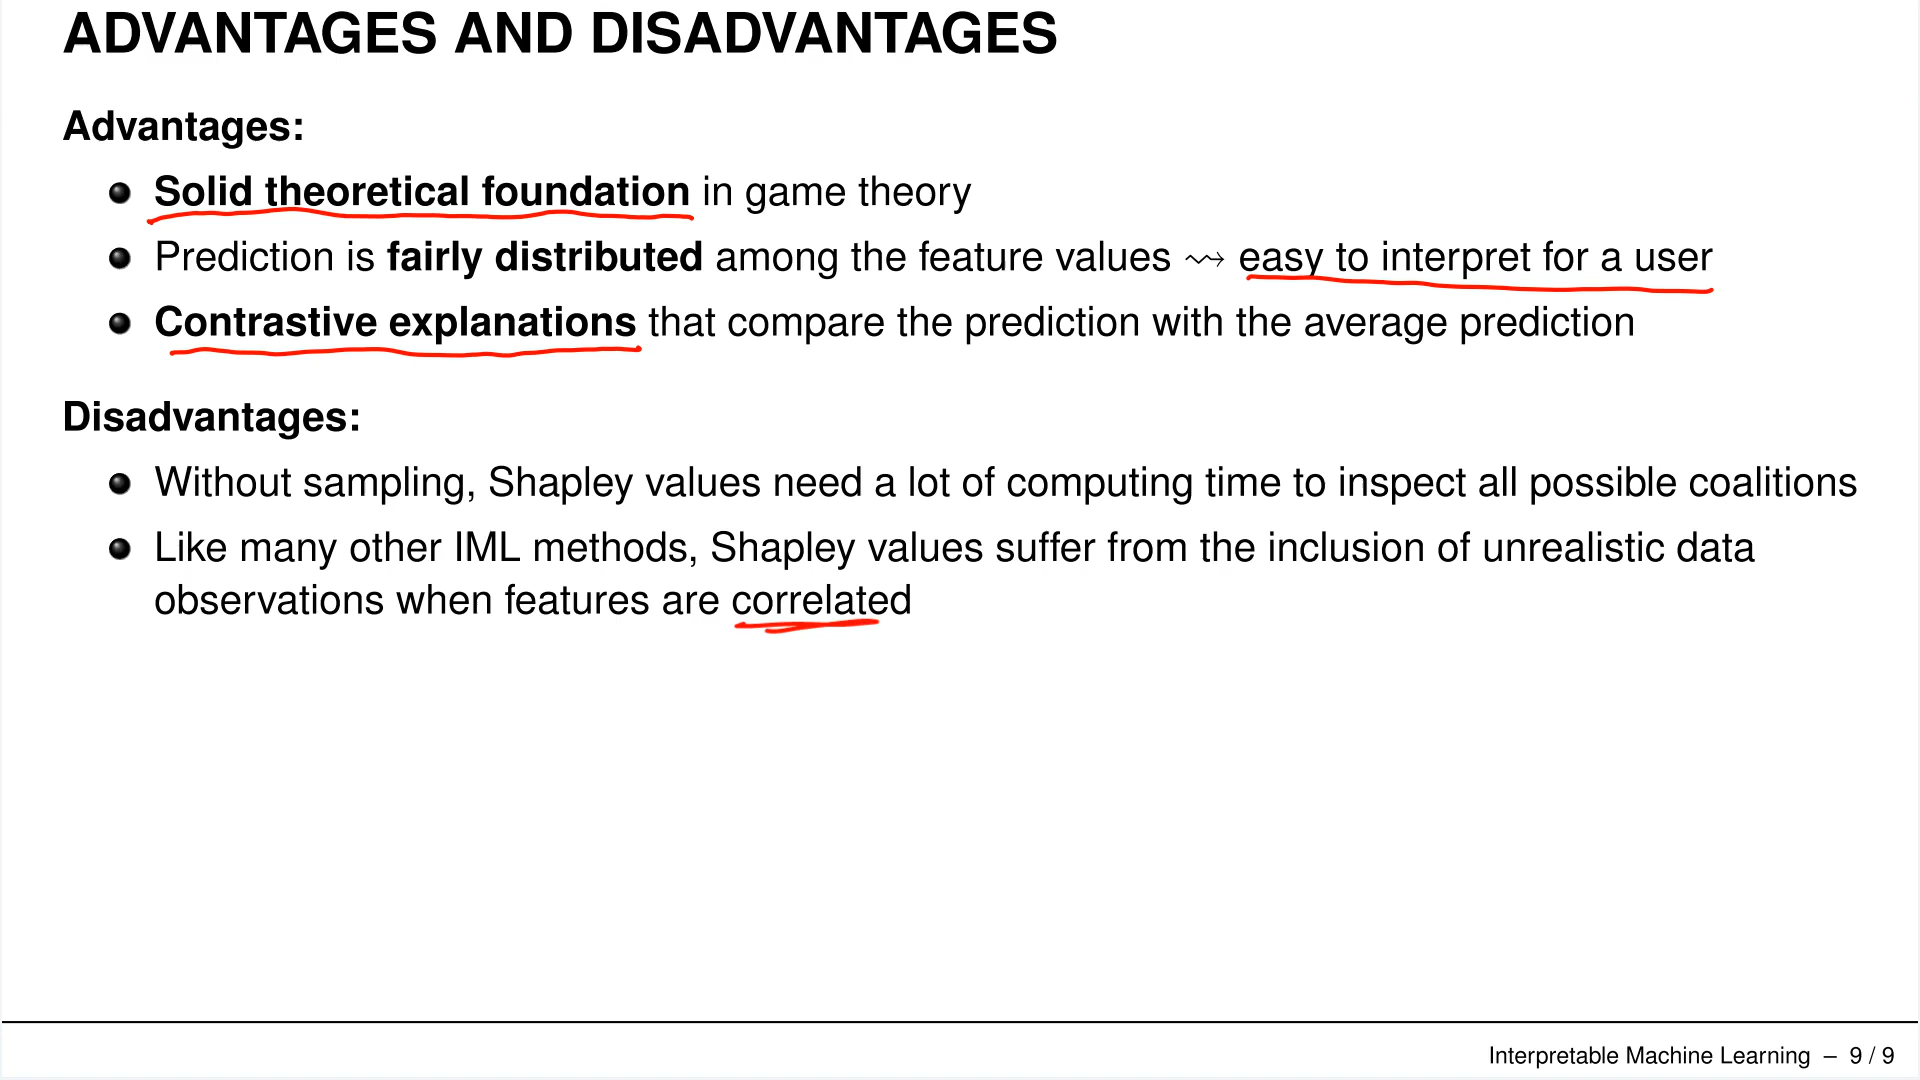 ADVANTAGES AND DISADVANTAGES
Advantages:
Solid theoretical foundation in game theory
Prediction is fairly distributed among the feature values ⇝ easy to interpret for a user
Contrastive explanations that compare the prediction with the average prediction
Disadvantages:
Without sampling, Shapley values need a lot of computing time to inspect all possible coalitions
Like many other IML methods, Shapley values suffer from the inclusion of unrealistic data
observations when features are correlated
Interpretable Machine Learning – 9 / 9